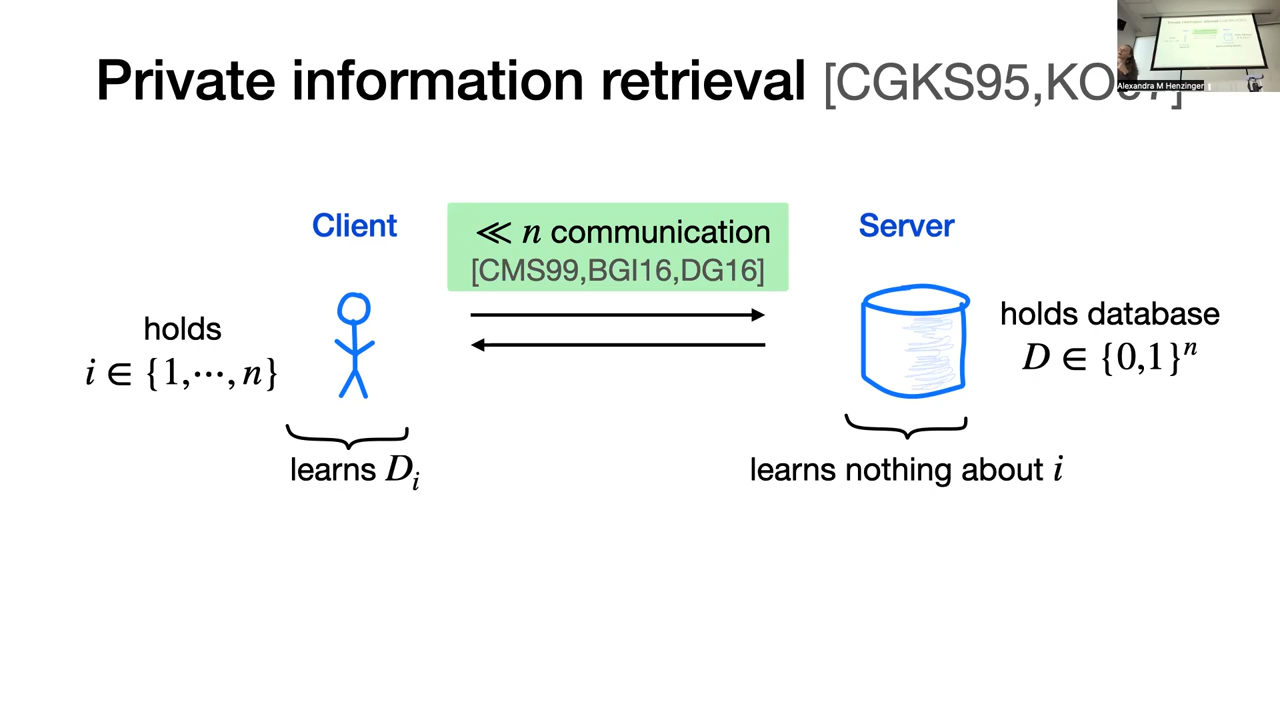 Private information retrieval [CGKS95,KO
Alexandra M Henzinger
Client
≪ n communication
[CMS99,BGI16,DG16]
Server
holds
i ∈ {1,⋯, n}
holds database
D ∈ {0,1}ⁿ
learns Dᵢ
learns nothing about i